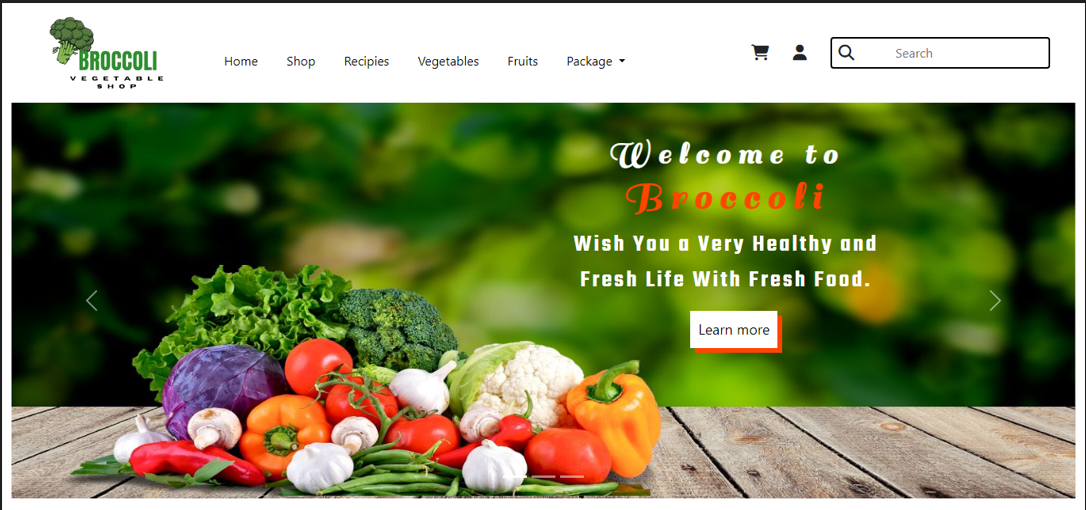 BROCCOLI
VEGETABLE
SHOP
Home Shop Recipies Vegetables Fruits Package
Search
Welcome to
Broccoli
Wish You a Very Healthy and
Fresh Life With Fresh Food.
Learn more